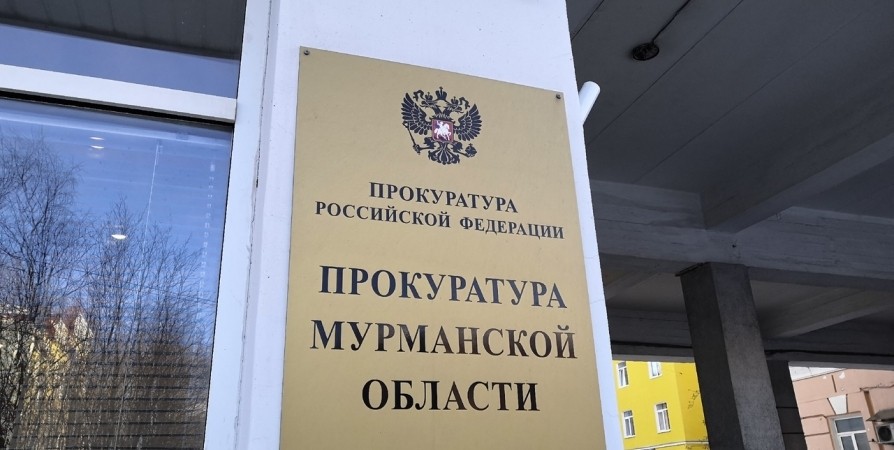 ПРОКУРАТУРА
РОССИЙСКОЙ ФЕДЕРАЦИИ
ПРОКУРАТУРА
МУРМАНСКОЙ
ОБЛАСТИ